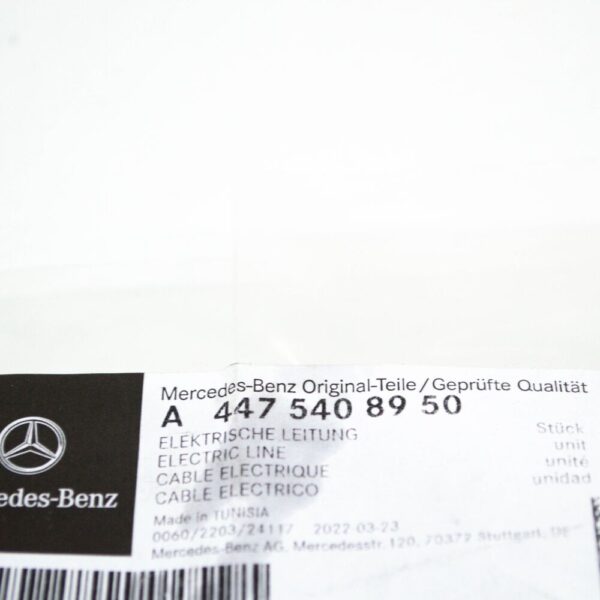 Mercedes-Benz Original-Teile/Geprüfte Qualität
A 447 540 89 50
ELEKTRISCHE LEITUNG Stück
ELECTRIC LINE unit
CABLE ELECTRIQUE unité
CABLE ELECTRICO unidad
edes-Benz
Made in TUNISIA
0060/2203/24117 2022-03-23
Mercedes-Benz AG, Mercedesstr. 120, 70372 Stuttgart, DE